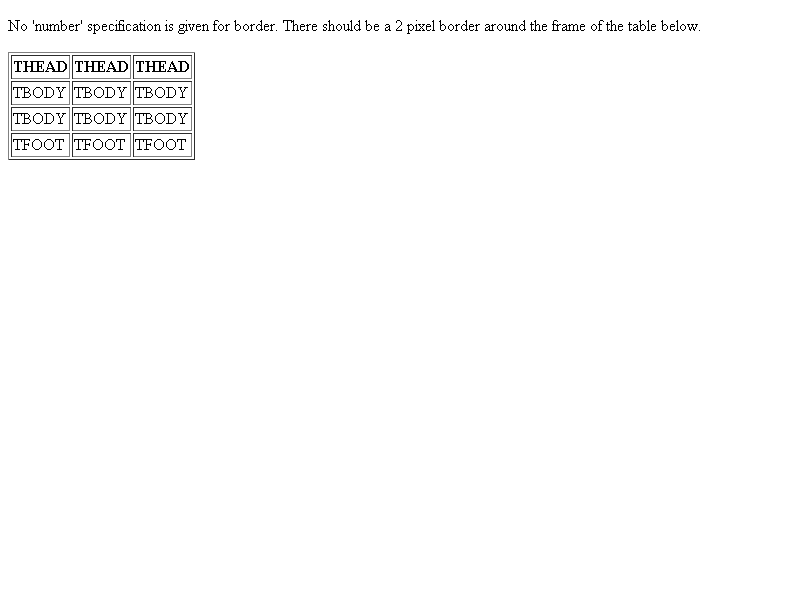 No 'number' specification is given for border. There should be a 2 pixel border around the frame of the table below.
THEAD THEAD THEAD
TBODY TBODY TBODY
TBODY TBODY TBODY
TFOOT TFOOT TFOOT